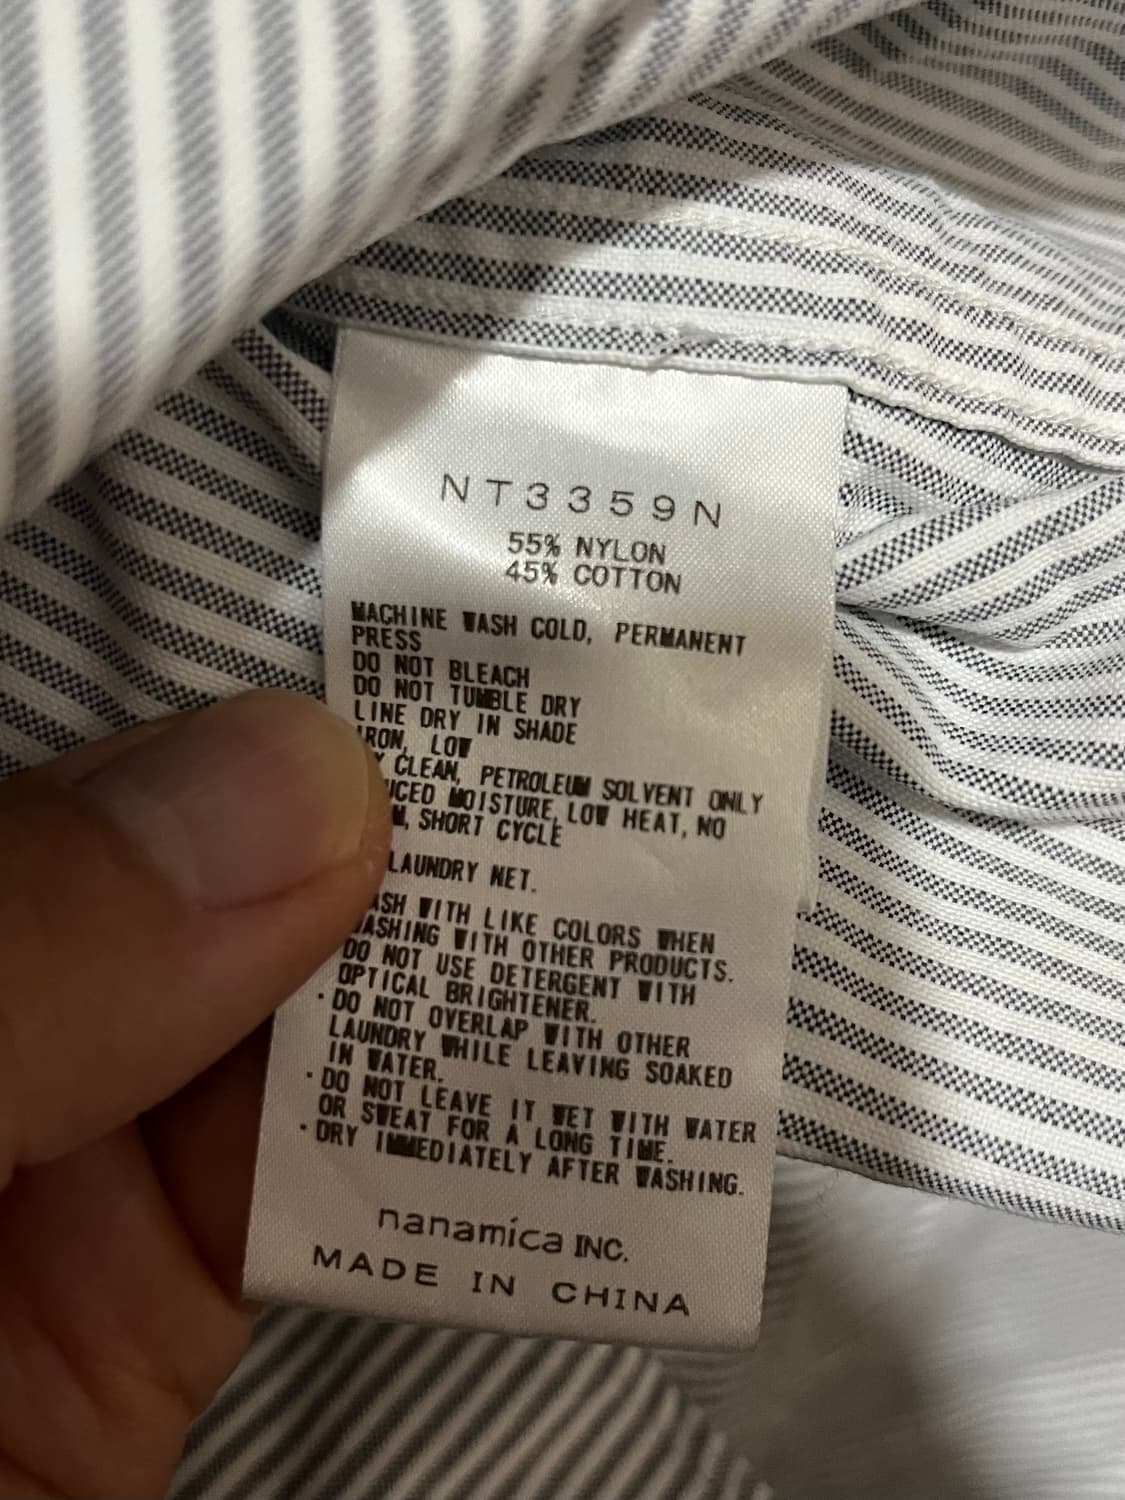 NT3359N
55% NYLON
45% COTTON
MACHINE WASH COLD, PERMANENT
PRESS
DO NOT BLEACH
DO NOT TUMBLE DRY
LINE DRY IN SHADE
IRON, LOW
CLEAN, PETROLEUM SOLVENT ONLY
MOISTURE, LOW HEAT, NO
SHORT CYCLE
LAUNDRY NET.
WITH LIKE COLORS WHEN
WASHING WITH OTHER PRODUCTS.
DO NOT USE DETERGENT WITH
OPTICAL BRIGHTENER.
・DO NOT OVERLAP WITH OTHER
LAUNDRY WHILE LEAVING SOAKED
IN WATER.
・DO NOT LEAVE IT WET WITH WATER
OR SWEAT FOR A LONG TIME.
・DRY IMMEDIATELY AFTER WASHING.
nanamica INC.
MADE IN CHINA